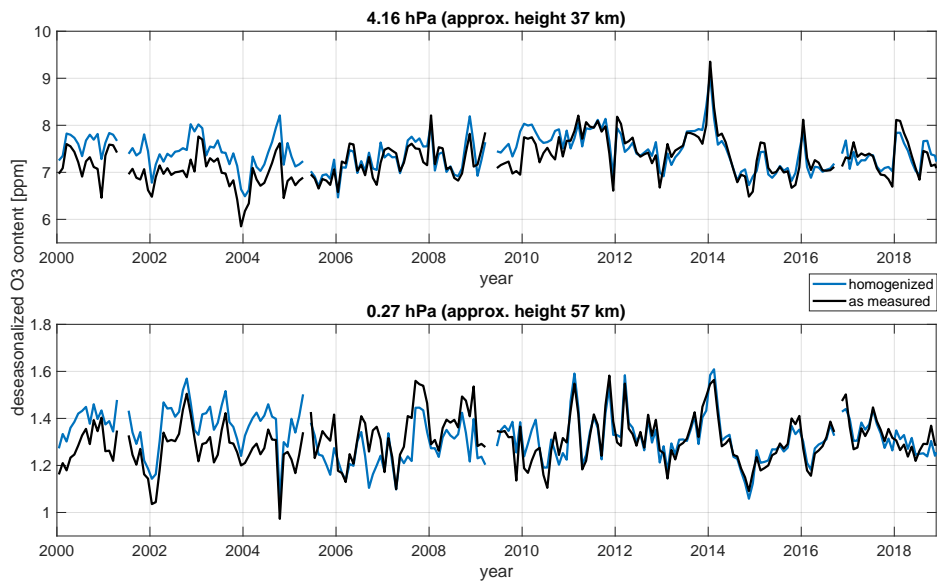 4.16 hPa (approx. height 37 km)
10
9
8
7
6
2000 2002 2004 2006 2008 2010 2012 2014 2016 2018
year
deseasonalized O3 content [ppm]
homogenized
as measured
0.27 hPa (approx. height 57 km)
1.8
1.6
1.4
1.2
1
2000 2002 2004 2006 2008 2010 2012 2014 2016 2018
year